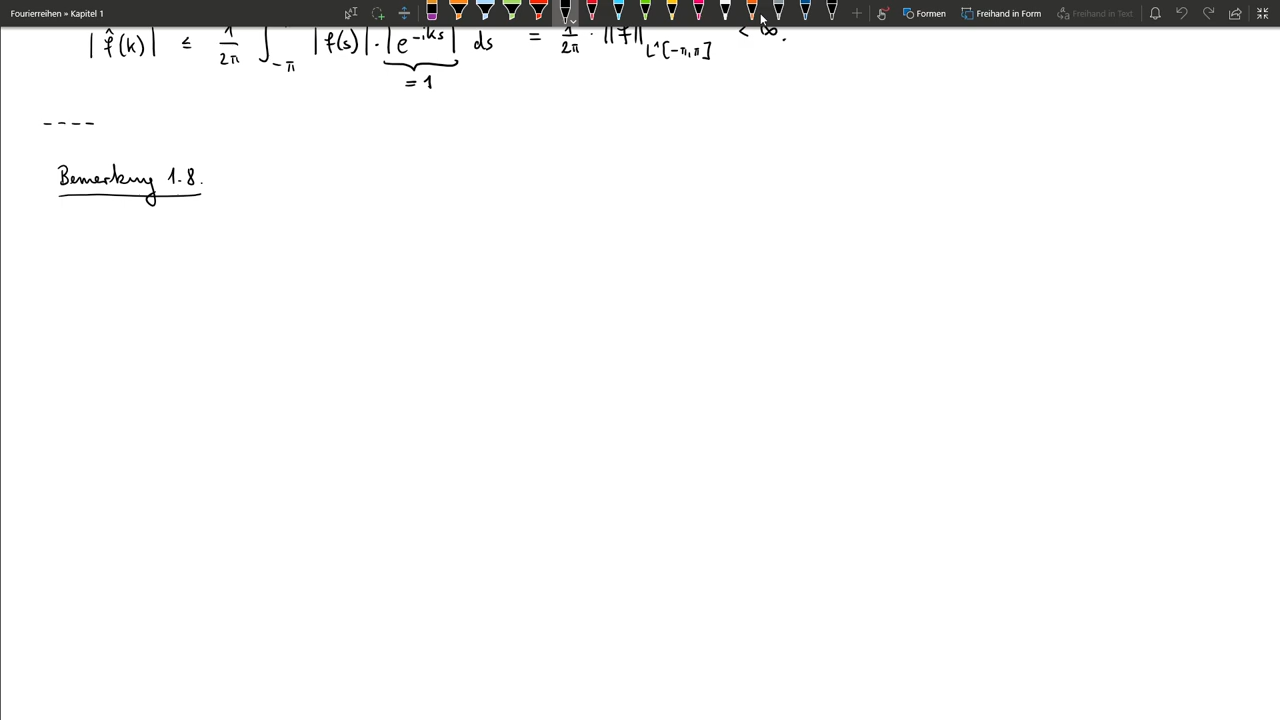 Fourierreihen » Kapitel 1
Formen
Freihand in Form
Freihand in Text
|f̂(k)| ≤ 1/2π ∫_{-π} |f(s)| · |e^{-iks}| ds = 1/2π · ||f||_{L¹[-π,π]} < ∞.
= 1
----
Bemerkung 1.8.